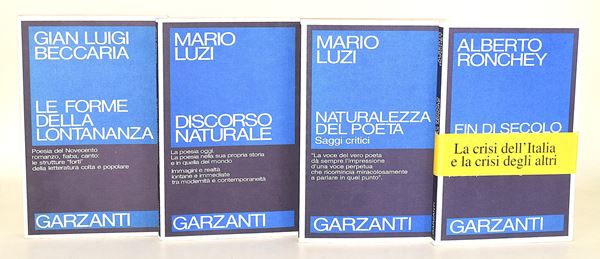 GIAN LUIGI
BECCARIA
LE FORME
DELLA
LONTANANZA
Poesia del Novecento
romanzo, fiaba, canto:
le strutture "forti"
della letteratura colta e popolare
GARZANTI
MARIO
LUZI
DISCORSO
NATURALE
La poesia oggi.
La poesia nella sua propria storia
e in quella del mondo
Immagini e realtà
lontane e immediate
tra modernità e contemporaneità
GARZANTI
MARIO
LUZI
NATURALEZZA
DEL POETA
Saggi critici
"La voce del vero poeta
dà sempre l'impressione
d'una voce perpetua
che ricomincia miracolosamente
a parlare in quel punto".
GARZANTI
ALBERTO
RONCHEY
FIN DI SECOLO
La crisi dell'Italia
e la crisi degli altri
GARZANTI